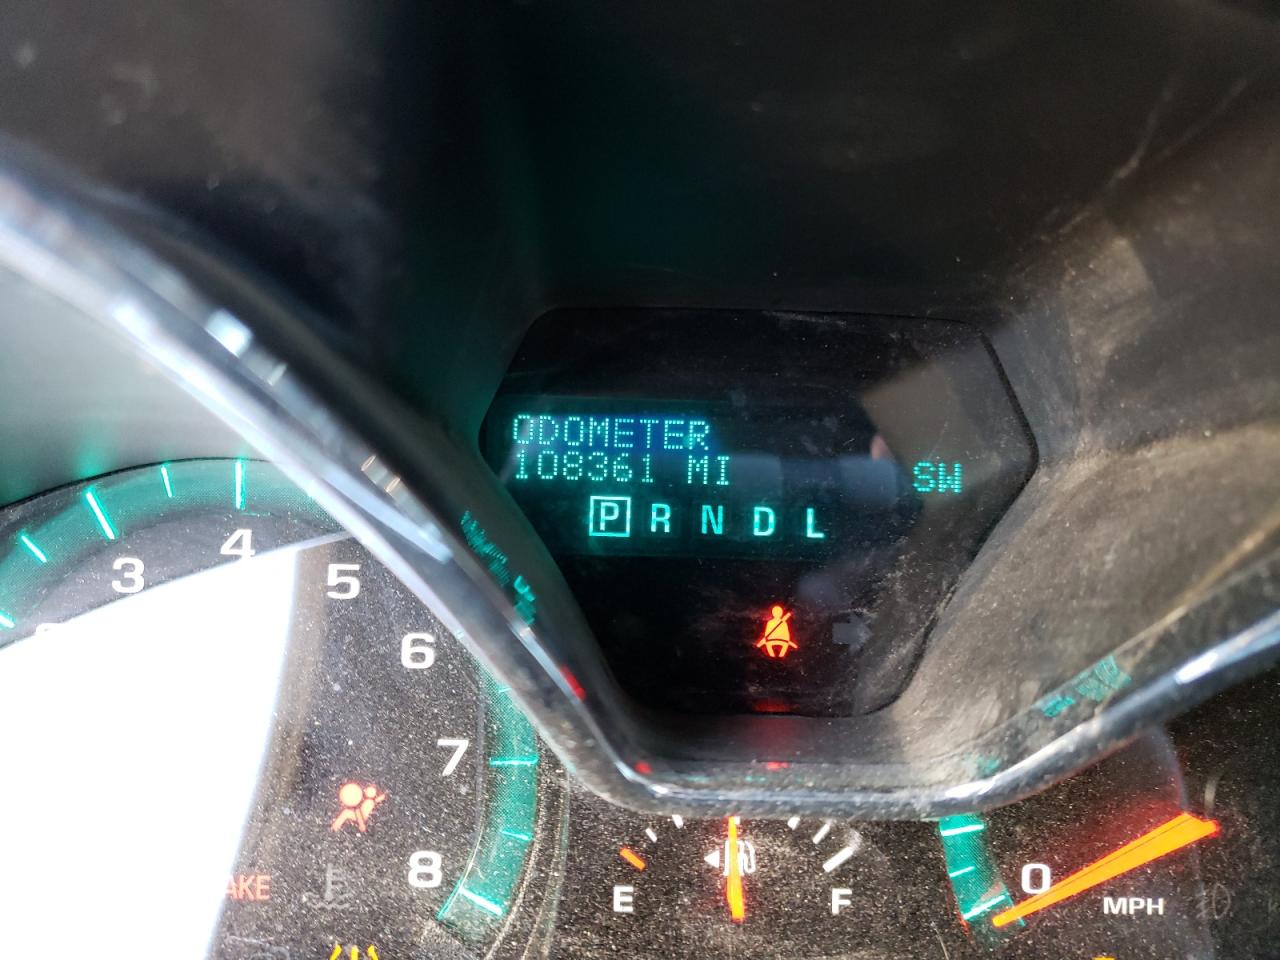 ODOMETER
108361 MI
SW
P R N D L
3
4
5
6
7
8
AKE
E
F
0
MPH